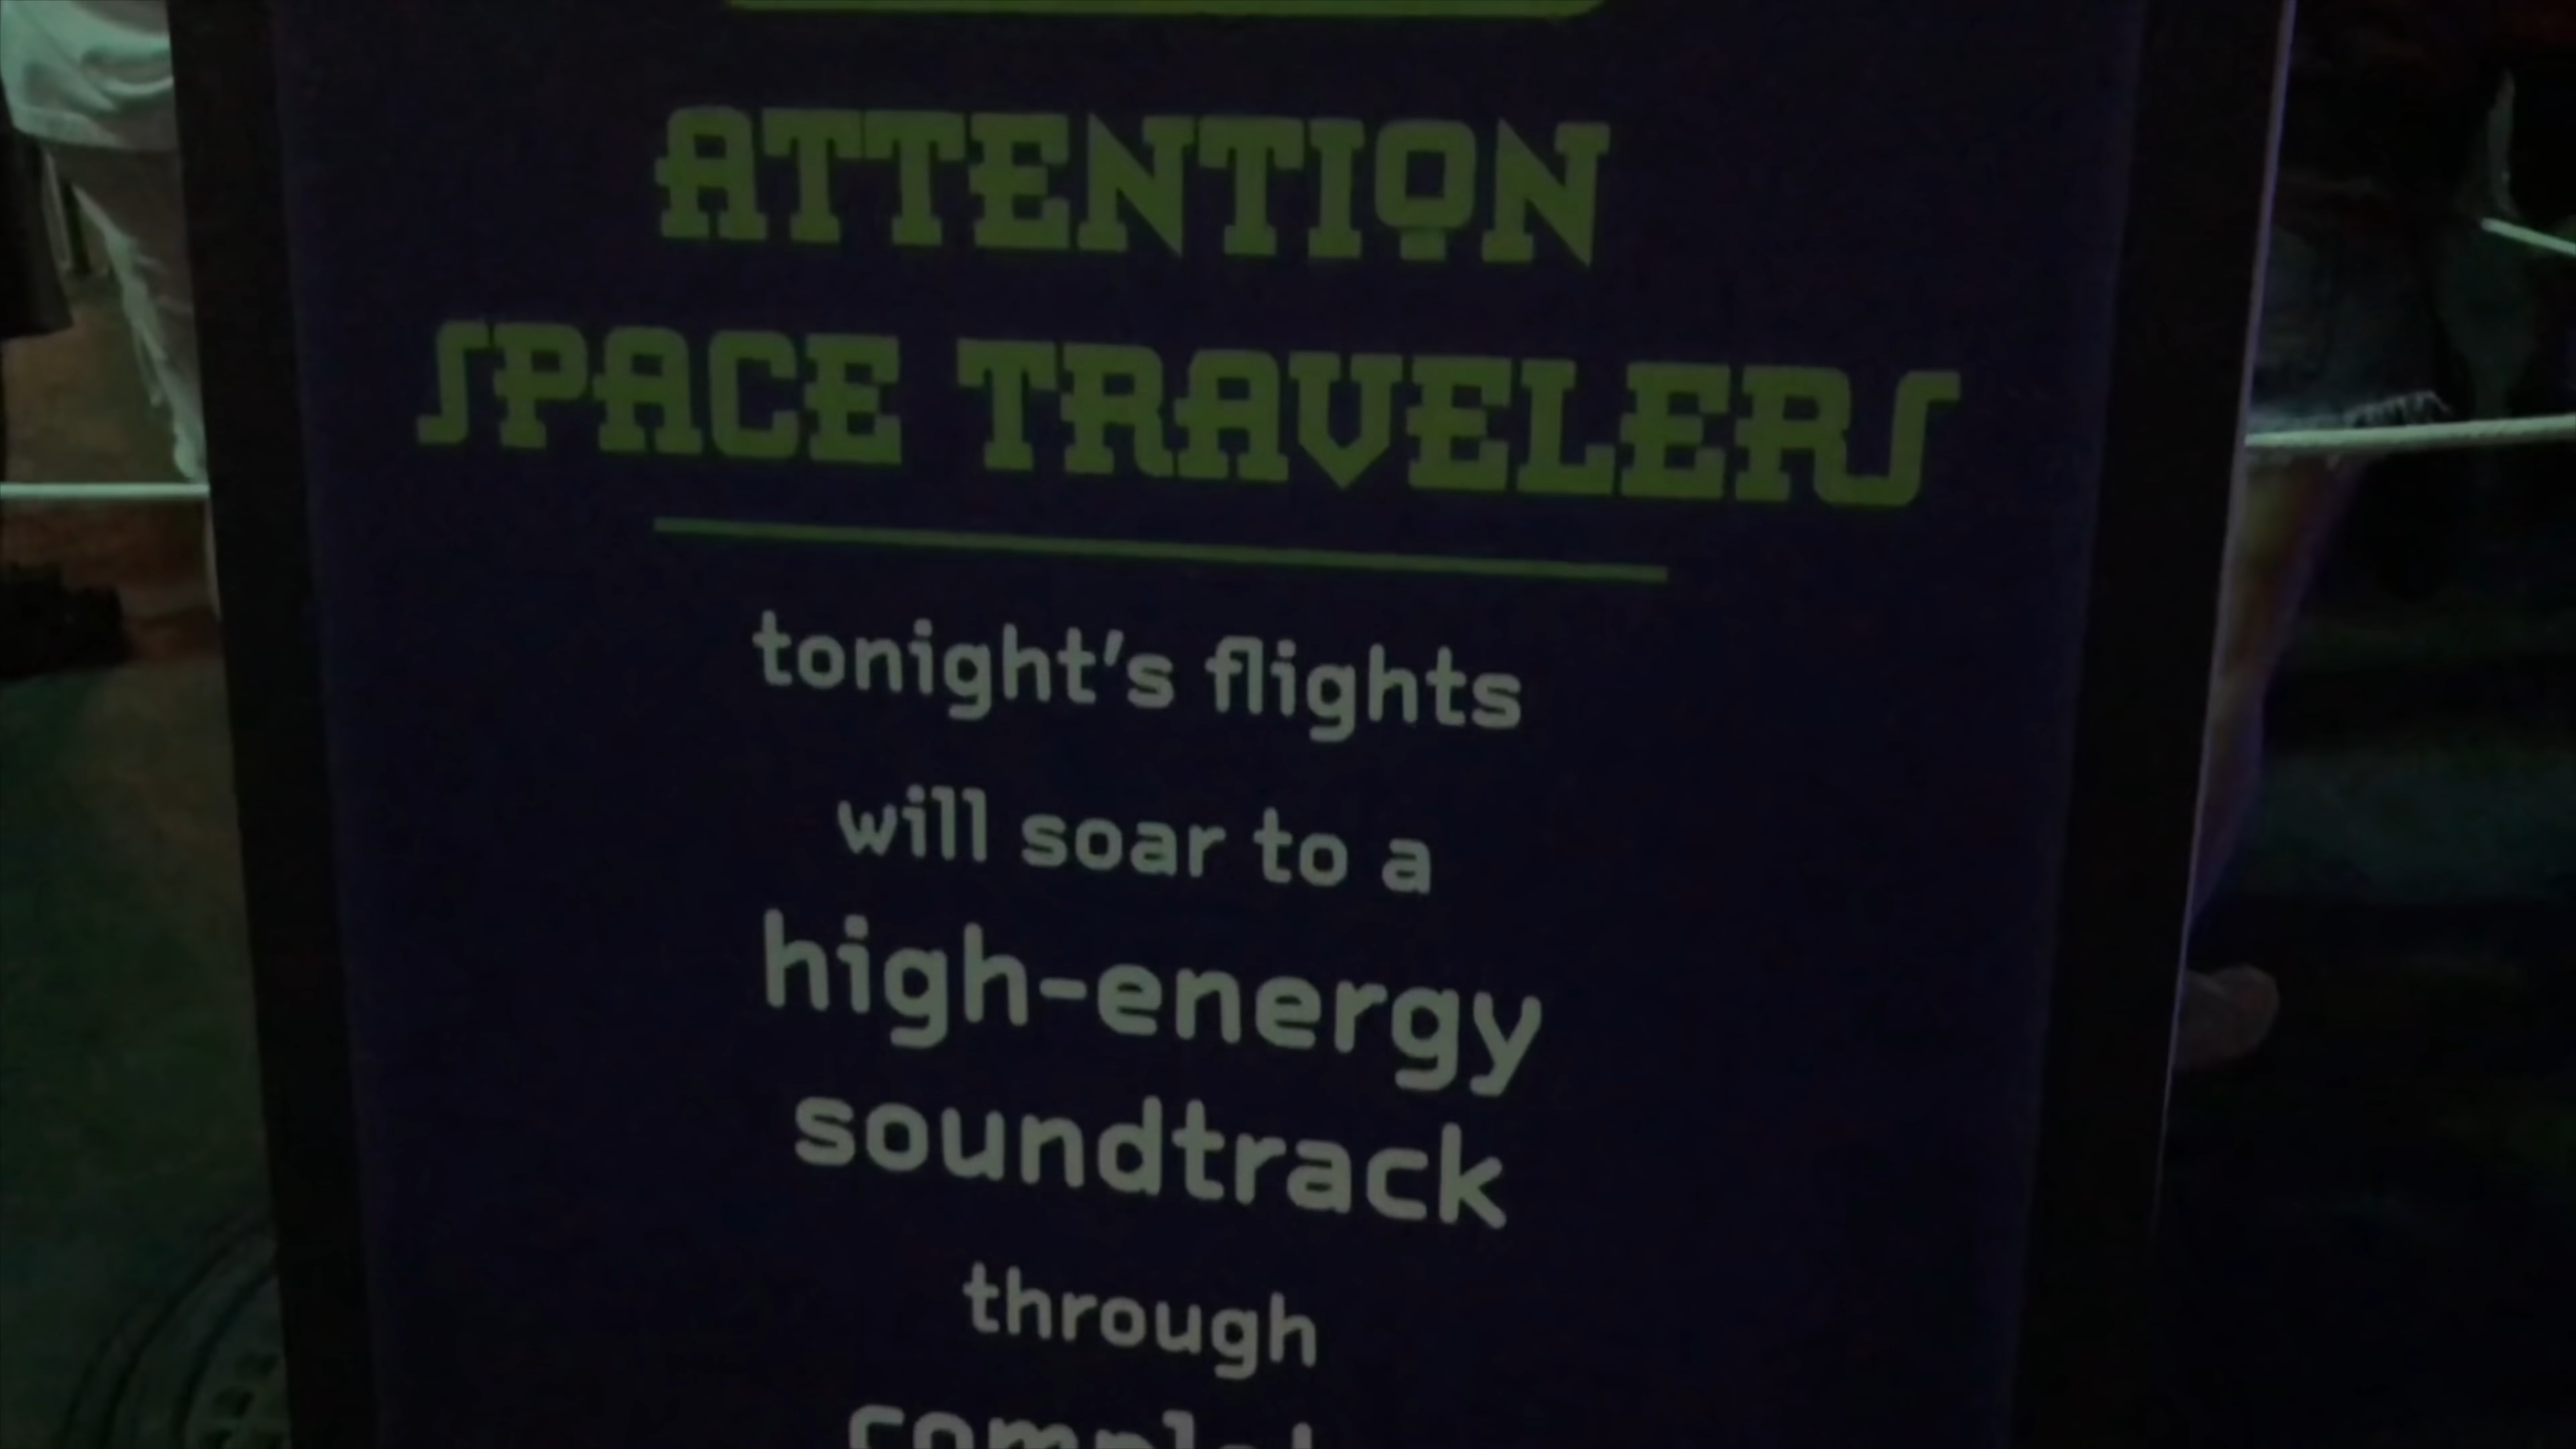 ATTENTION
SPACE TRAVELERS
tonight's flights
will soar to a
high-energy
soundtrack
through